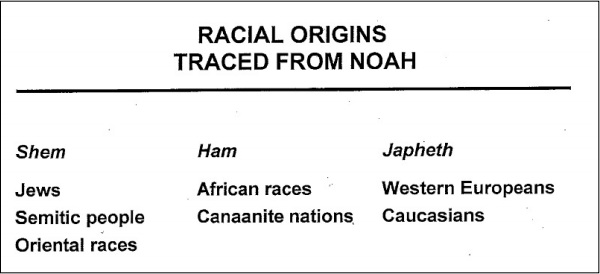 RACIAL ORIGINS
TRACED FROM NOAH
Shem
Jews
Semitic people
Oriental races
Ham
African races
Canaanite nations
Japheth
Western Europeans
Caucasians